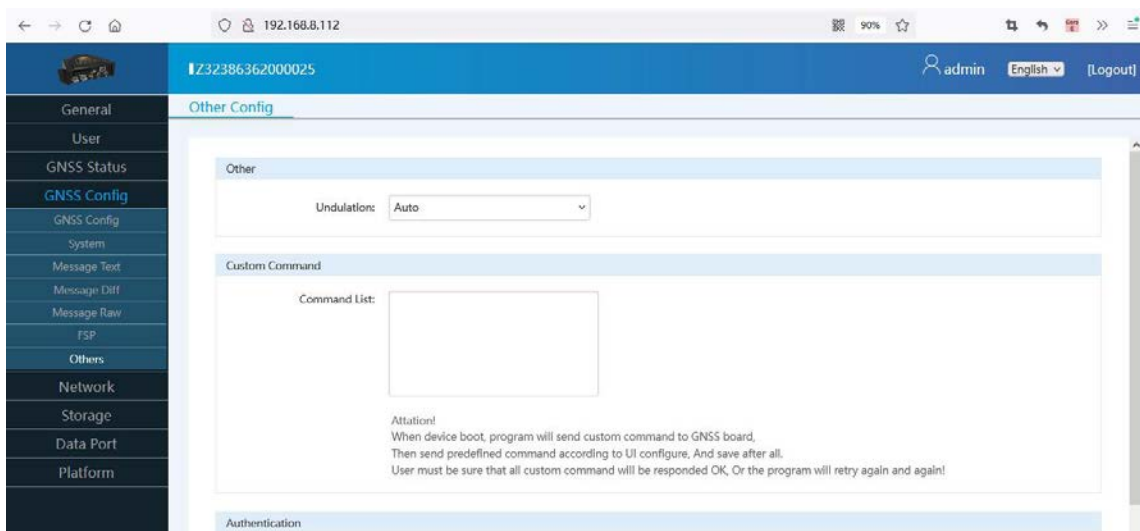 192.168.8.112
90%
IZ32386362000025
admin
English
[Logout]
General
User
GNSS Status
GNSS Config
GNSS Config
System
Message Text
Message Diff
Message Raw
FSP
Others
Network
Storage
Data Port
Platform
Other Config
Other
Undulation:
Auto
Custom Command
Command List:
Attation!
When device boot, program will send custom command to GNSS board,
Then send predefined command according to UI configure, And save after all.
User must be sure that all custom command will be responded OK, Or the program will retry again and again!
Authentication